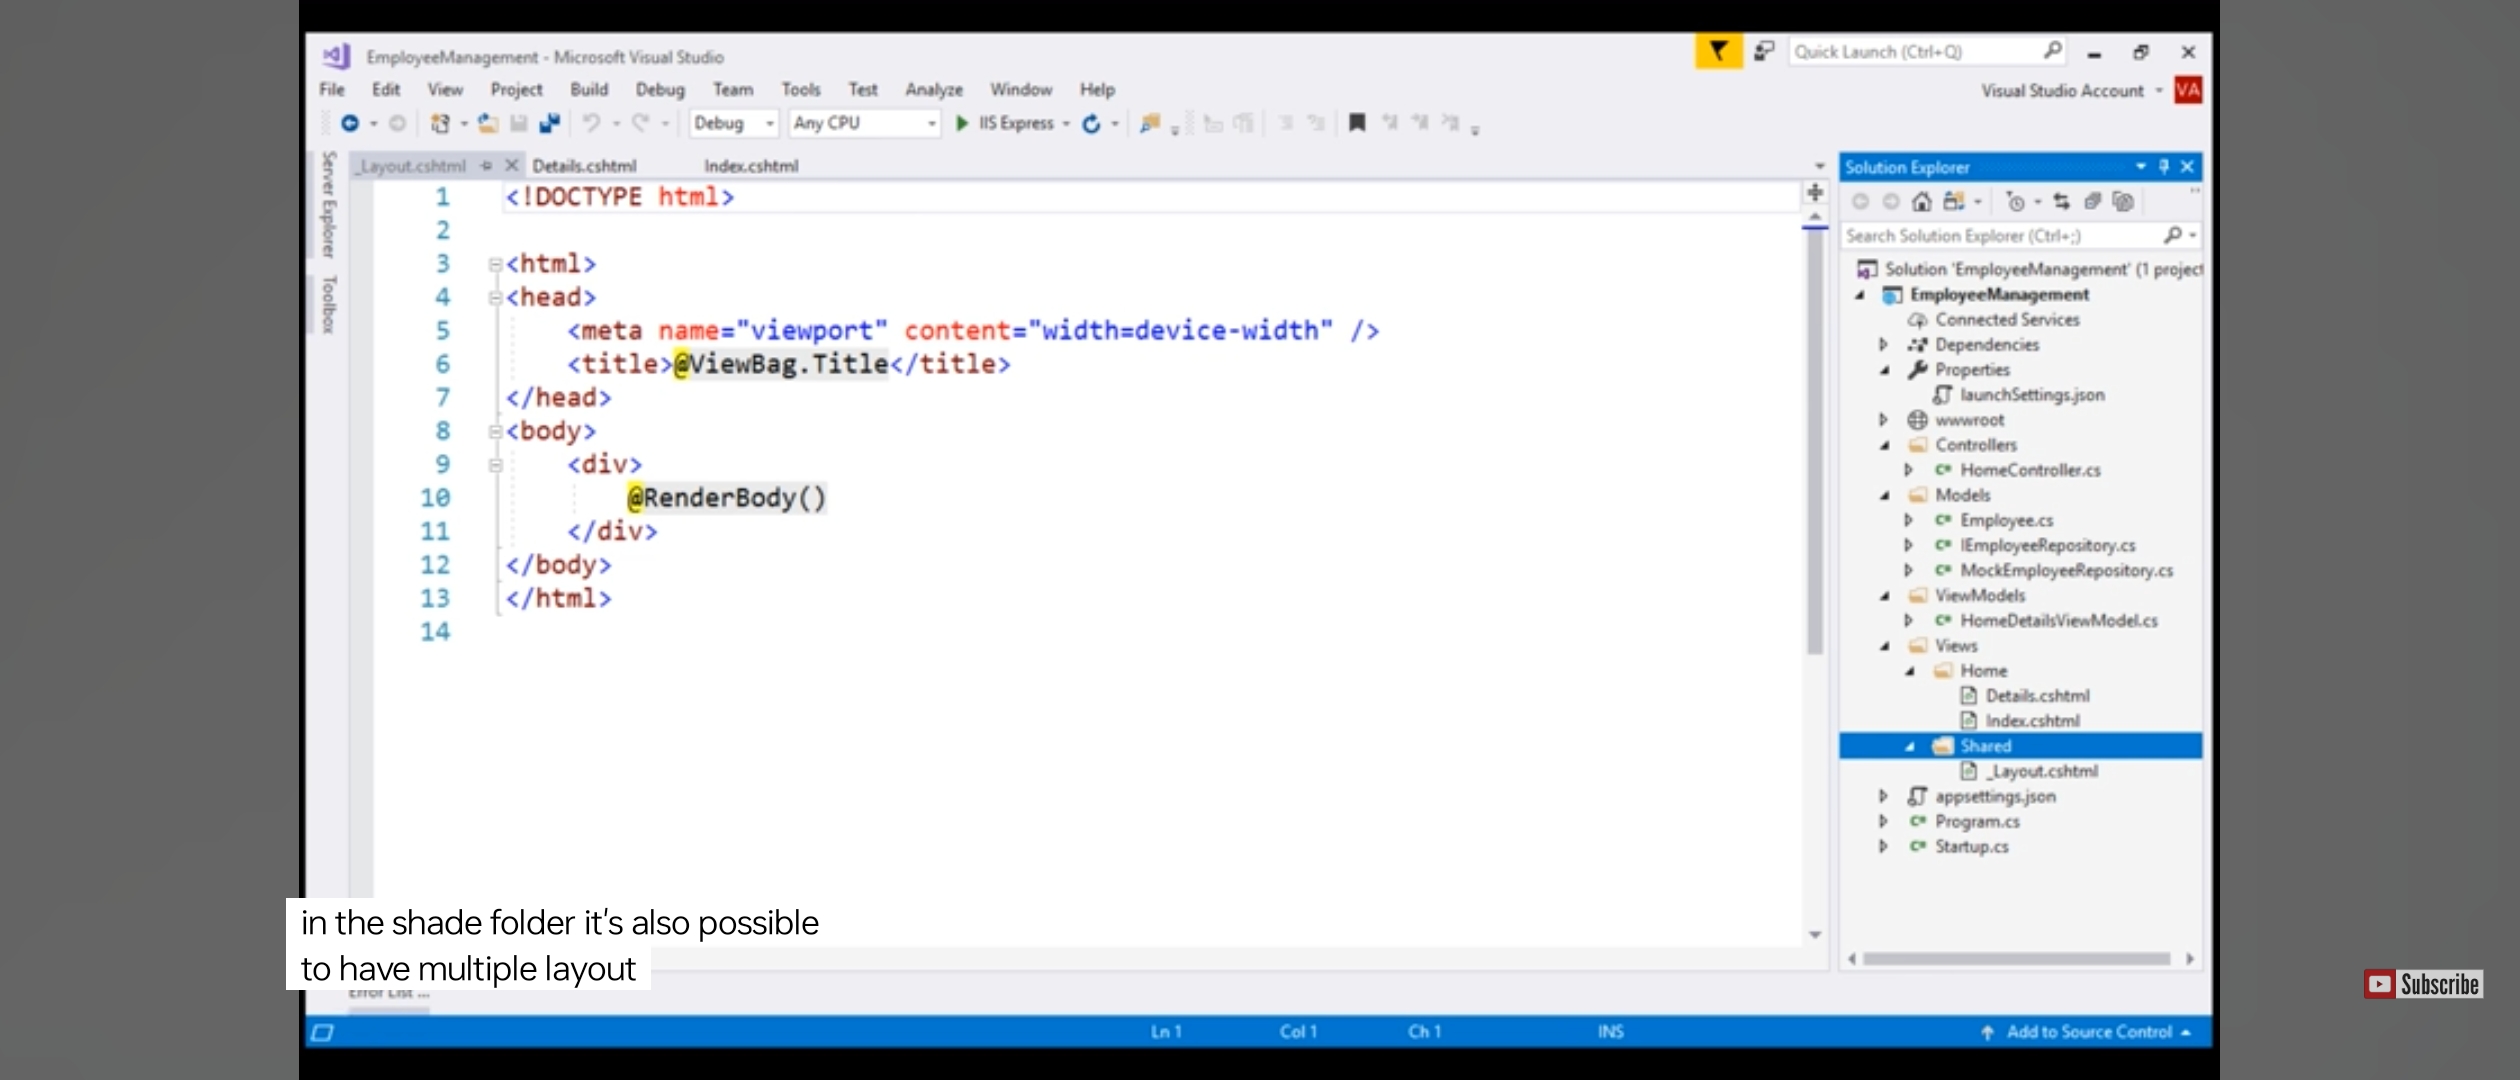 EmployeeManagement - Microsoft Visual Studio
Quick Launch (Ctrl+Q)
File Edit View Project Build Debug Team Tools Test Analyze Window Help
Visual Studio Account VA
Debug Any CPU IIS Express
Server Explorer
Toolbox
_Layout.cshtml Details.cshtml Index.cshtml
1 <!DOCTYPE html>
2
3 <html>
4 <head>
5 <meta name="viewport" content="width=device-width" />
6 <title>@ViewBag.Title</title>
7 </head>
8 <body>
9 <div>
10 @RenderBody()
11 </div>
12 </body>
13 </html>
14
Solution Explorer
Search Solution Explorer (Ctrl+;)
Solution 'EmployeeManagement' (1 project
EmployeeManagement
Connected Services
Dependencies
Properties
launchSettings.json
wwwroot
Controllers
C# HomeController.cs
Models
C# Employee.cs
C# IEmployeeRepository.cs
C# MockEmployeeRepository.cs
ViewModels
C# HomeDetailsViewModel.cs
Views
Home
Details.cshtml
Index.cshtml
Shared
_Layout.cshtml
appsettings.json
C# Program.cs
C# Startup.cs
in the shade folder it's also possible
to have multiple layout
Error List ...
Subscribe
Ln 1 Col 1 Ch 1 INS Add to Source Control